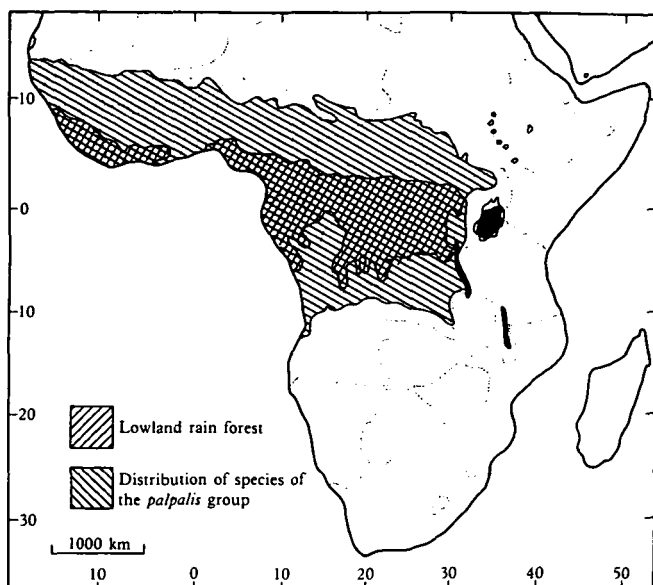 10
0
10
20
30
Lowland rain forest
Distribution of species of
the palpalis group
1000 km
10 0 10 20 30 40 50